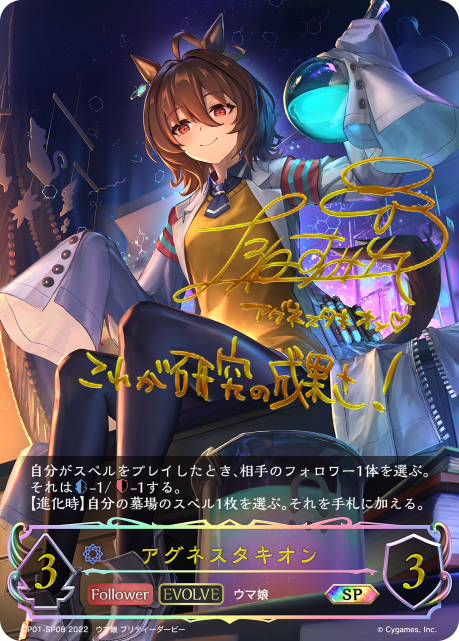 アグネスタキオン♡
これが研究の成果さ!
3
自分がスペルをプレイしたとき、相手のフォロワー1体を選ぶ。
それは-1/-1する。
【進化時】自分の墓場のスペル1枚を選ぶ。それを手札に加える。
アグネスタキオン
3
3
Follower EVOLVE ウマ娘 SP
CP01-SP08 2022 ウマ娘 プリティーダービー © Cygames, Inc.